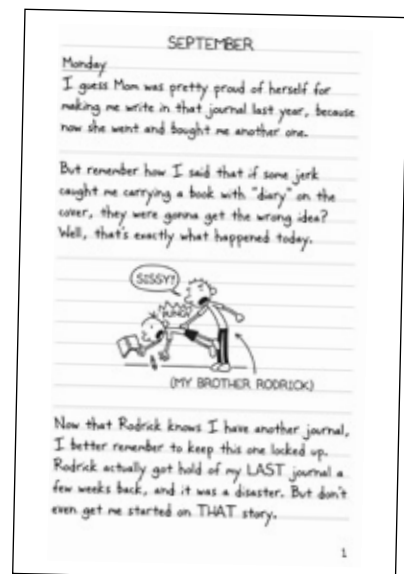 SEPTEMBER
Monday
I guess Mom was pretty proud of herself for
making me write in that journal last year, because
now she went and bought me another one.
But remember how I said that if some jerk
caught me carrying a book with "diary" on the
cover, they were gonna get the wrong idea?
Well, that's exactly what happened today.
SISSY!
(MY BROTHER RODRICK)
Now that Rodrick knows I have another journal,
I better remember to keep this one locked up.
Rodrick actually got hold of my LAST journal a
few weeks back, and it was a disaster. But don't
even get me started on THAT story.
1